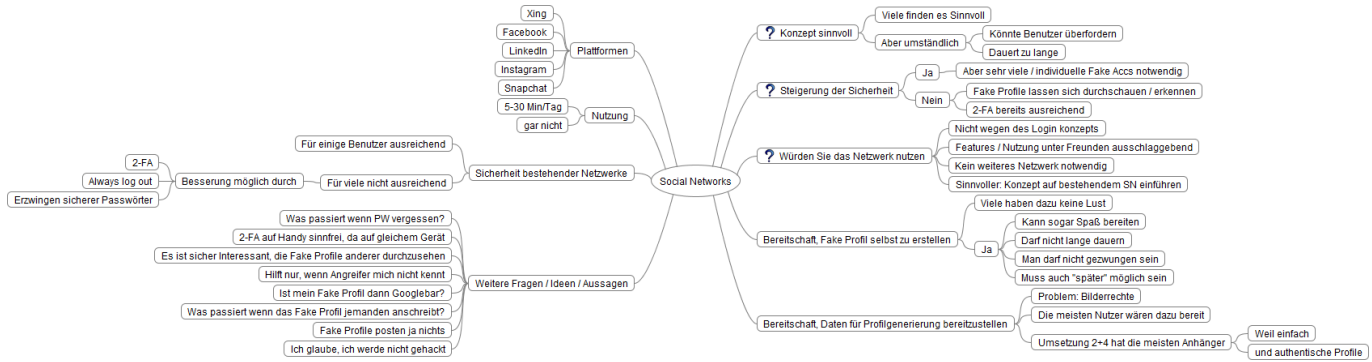 Social Networks
Plattformen
Xing
Facebook
LinkedIn
Instagram
Snapchat
Nutzung
5-30 Min/Tag
gar nicht
Sicherheit bestehender Netzwerke
Für einige Benutzer ausreichend
Für viele nicht ausreichend
Besserung möglich durch
2-FA
Always log out
Erzwingen sicherer Passwörter
Weitere Fragen / Ideen / Aussagen
Was passiert wenn PW vergessen?
2-FA auf Handy sinnfrei, da auf gleichem Gerät
Es ist sicher Interessant, die Fake Profile anderer durchzusehen
Hilft nur, wenn Angreifer mich nicht kennt
Ist mein Fake Profil dann Googlebar?
Was passiert wenn das Fake Profil jemanden anschreibt?
Fake Profile posten ja nichts
Ich glaube, ich werde nicht gehackt
Konzept sinnvoll
Viele finden es Sinnvoll
Aber umständlich
Könnte Benutzer überfordern
Dauert zu lange
Steigerung der Sicherheit
Ja
Aber sehr viele / individuelle Fake Accs notwendig
Nein
Fake Profile lassen sich durchschauen / erkennen
2-FA bereits ausreichend
Würden Sie das Netzwerk nutzen
Nicht wegen des Login konzepts
Features / Nutzung unter Freunden ausschlaggebend
Kein weiteres Netzwerk notwendig
Sinnvoller: Konzept auf bestehendem SN einführen
Bereitschaft, Fake Profil selbst zu erstellen
Viele haben dazu keine Lust
Ja
Kann sogar Spaß bereiten
Darf nicht lange dauern
Man darf nicht gezwungen sein
Muss auch "später" möglich sein
Bereitschaft, Daten für Profilgenerierung bereitzustellen
Problem: Bilderrechte
Die meisten Nutzer wären dazu bereit
Umsetzung 2+4 hat die meisten Anhänger
Weil einfach
und authentische Profile